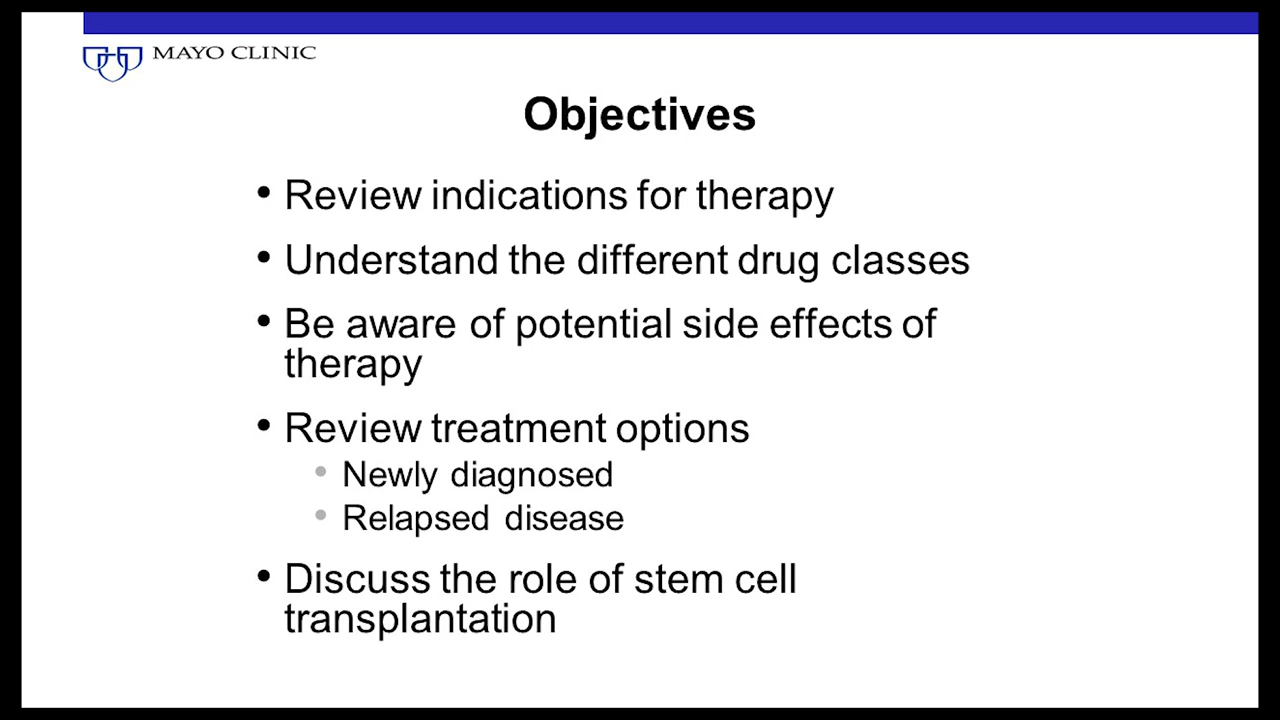 MAYO CLINIC
Objectives
• Review indications for therapy
• Understand the different drug classes
• Be aware of potential side effects of
therapy
• Review treatment options
• Newly diagnosed
• Relapsed disease
• Discuss the role of stem cell
transplantation